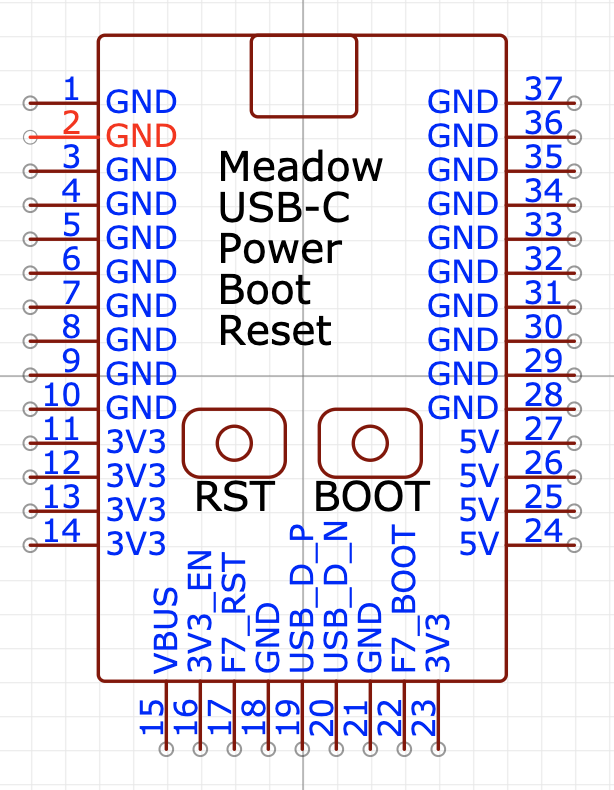 1 GND GND 37
2 GND GND 36
3 GND Meadow GND 35
4 GND USB-C GND 34
5 GND Power GND 33
6 GND Boot GND 32
7 GND Reset GND 31
8 GND GND 30
9 GND GND 29
10 GND GND 28
11 3V3 5V 27
12 3V3 5V 26
13 3V3 RST BOOT 5V 25
14 3V3 5V 24
15 VBUS
16 3V3_EN
17 F7_RST
18 GND
19 USB_D_P
20 USB_D_N
21 GND
22 F7_BOOT
23 3V3